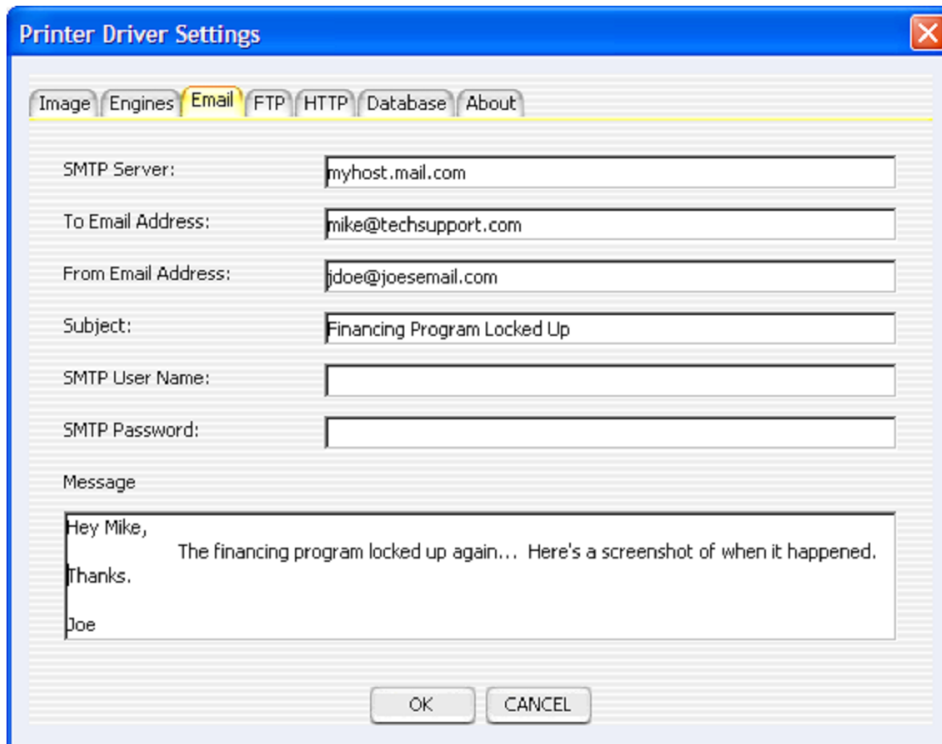 Printer Driver Settings
Image Engines Email FTP HTTP Database About
SMTP Server: myhost.mail.com
To Email Address: mike@techsupport.com
From Email Address: jdoe@joesemail.com
Subject: Financing Program Locked Up
SMTP User Name:
SMTP Password:
Message
Hey Mike,
The financing program locked up again... Here's a screenshot of when it happened.
Thanks.
Joe
OK CANCEL